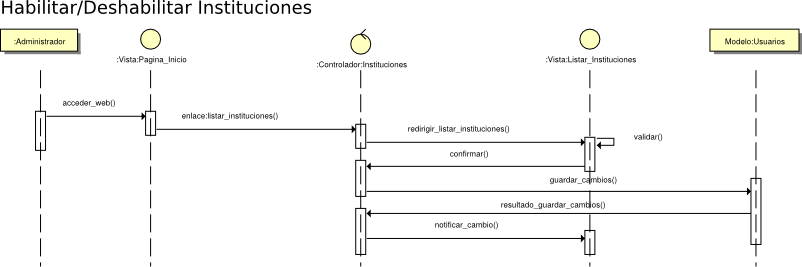 Habilitar/Deshabilitar Instituciones
:Administrador
:Vista:Pagina_Inicio
:Controlador:Instituciones
:Vista:Listar_Instituciones
Modelo:Usuarios
acceder_web()
enlace:listar_instituciones()
redirigir_listar_instituciones()
validar()
confirmar()
guardar_cambios()
resultado_guardar_cambios()
notificar_cambio()